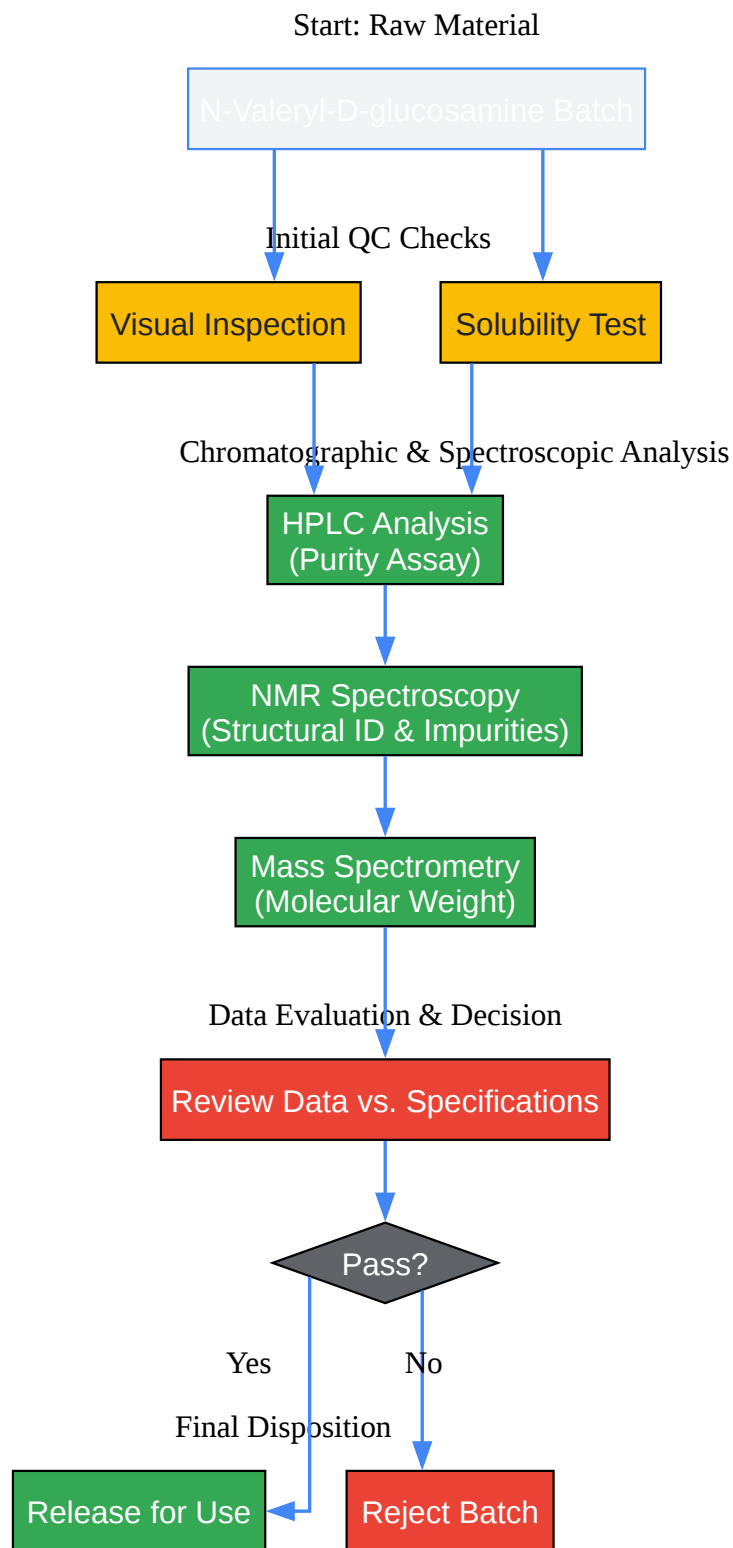 Start: Raw Material
N-Valeryl-D-glucosamine Batch
Initial QC Checks
Visual Inspection
Solubility Test
Chromatographic & Spectroscopic Analysis
HPLC Analysis
(Purity Assay)
NMR Spectroscopy
(Structural ID & Impurities)
Mass Spectrometry
(Molecular Weight)
Data Evaluation & Decision
Review Data vs. Specifications
Pass?
Yes
No
Final Disposition
Release for Use
Reject Batch